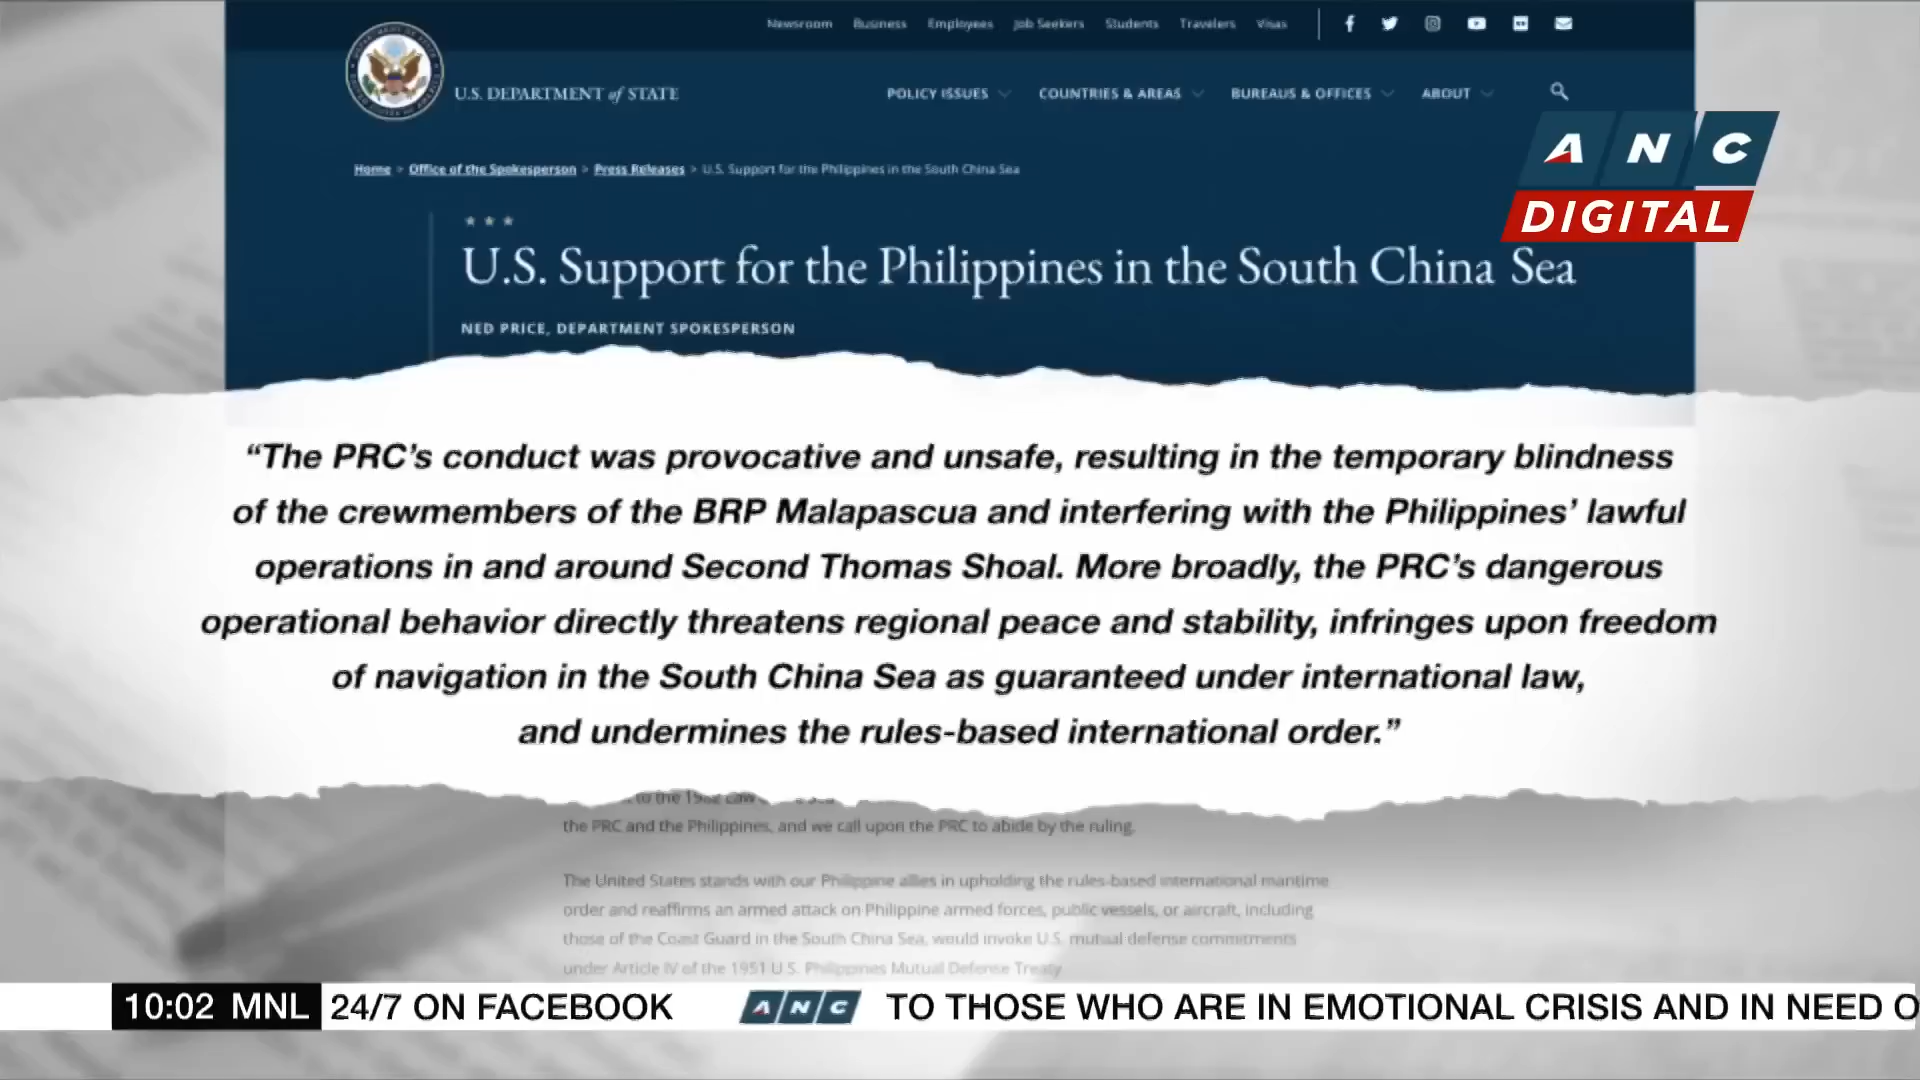 Newsroom Business Employees Job Seekers Students Travelers Visas
U.S. DEPARTMENT of STATE
POLICY ISSUES COUNTRIES & AREAS BUREAUS & OFFICES ABOUT
A N C
DIGITAL
Home > Office of the Spokesperson > Press Releases > U.S. Support for the Philippines in the South China Sea
U.S. Support for the Philippines in the South China Sea
NED PRICE, DEPARTMENT SPOKESPERSON
“The PRC’s conduct was provocative and unsafe, resulting in the temporary blindness
of the crewmembers of the BRP Malapascua and interfering with the Philippines’ lawful
operations in and around Second Thomas Shoal. More broadly, the PRC’s dangerous
operational behavior directly threatens regional peace and stability, infringes upon freedom
of navigation in the South China Sea as guaranteed under international law,
and undermines the rules-based international order.”
to the
the PRC and the Philippines, and we call upon the PRC to abide by the ruling.
The United States stands with our Philippine allies in upholding the rules-based international maritime
order and reaffirms an armed attack on Philippine armed forces, public vessels, or aircraft, including
those of the Coast Guard in the South China Sea, would invoke U.S. mutual defense commitments
under Article IV of the 1951 U.S. Philippines Mutual Defense Treaty
10:02 MNL 24/7 ON FACEBOOK ANC TO THOSE WHO ARE IN EMOTIONAL CRISIS AND IN NEED O